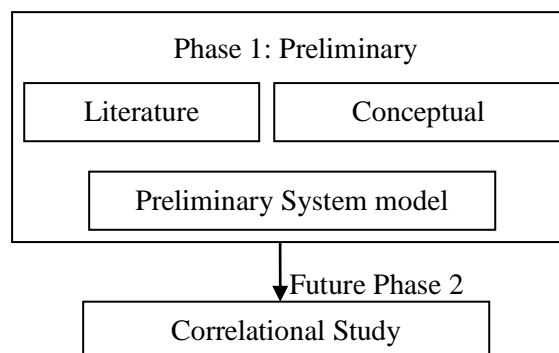 Phase 1: Preliminary
Literature
Conceptual
Preliminary System model
Future Phase 2
Correlational Study